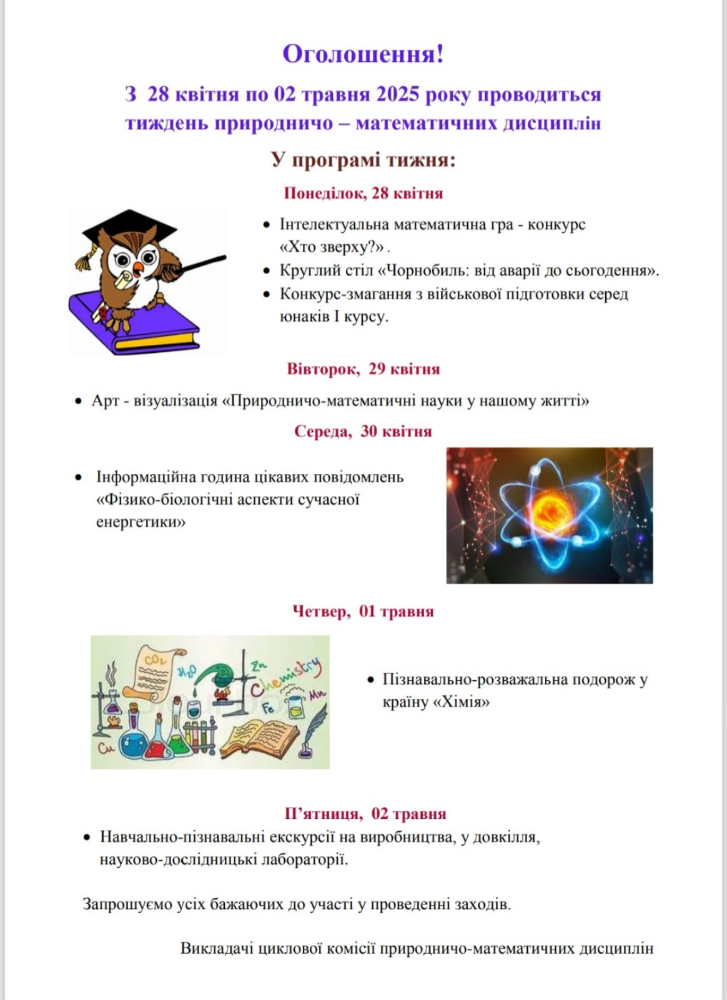 Оголошення!
З 28 квітня по 02 травня 2025 року проводиться
тиждень природничо – математичних дисциплін
У програмі тижня:
Понеділок, 28 квітня
• Інтелектуальна математична гра - конкурс
«Хто зверху?» .
• Круглий стіл «Чорнобиль: від аварії до сьогодення».
• Конкурс-змагання з військової підготовки серед
юнаків І курсу.
Вівторок, 29 квітня
• Арт - візуалізація «Природничо-математичні науки у нашому житті»
Середа, 30 квітня
• Інформаційна година цікавих повідомлень
«Фізико-біологічні аспекти сучасної
енергетики»
Четвер, 01 травня
CO₂
H₂O
Zn
Chemistry
Fe
Mn
Cu
• Пізнавально-розважальна подорож у
країну «Хімія»
П’ятниця, 02 травня
• Навчально-пізнавальні екскурсії на виробництва, у довкілля,
науково-дослідницькі лабораторії.
Запрошуємо усіх бажаючих до участі у проведенні заходів.
Викладачі циклової комісії природничо-математичних дисциплін